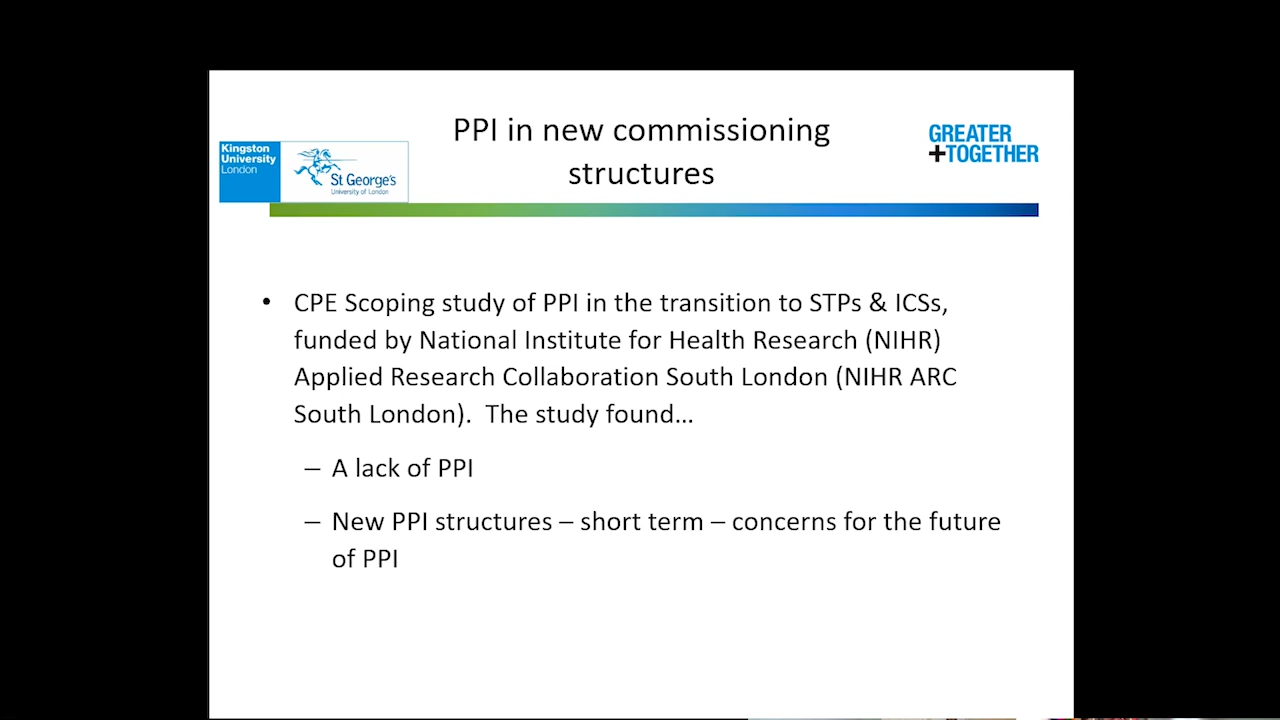 PPI in new commissioning
structures
Kingston
University
London
St George's
University of London
GREATER
+TOGETHER
• CPE Scoping study of PPI in the transition to STPs & ICSs,
funded by National Institute for Health Research (NIHR)
Applied Research Collaboration South London (NIHR ARC
South London).  The study found…
– A lack of PPI
– New PPI structures – short term – concerns for the future
of PPI